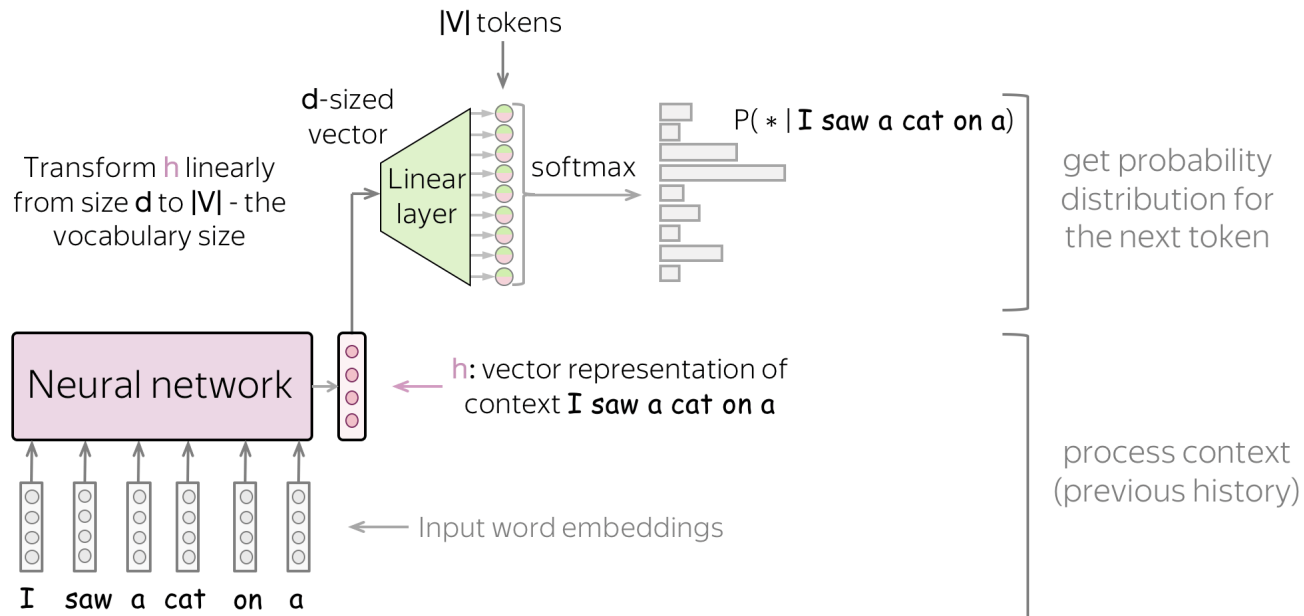 |V| tokens
d-sized
vector
Transform h linearly
from size d to |V| - the
vocabulary size
Linear
layer
softmax
P( * | I saw a cat on a)
get probability
distribution for
the next token
Neural network
h: vector representation of
context I saw a cat on a
process context
(previous history)
Input word embeddings
I saw a cat on a